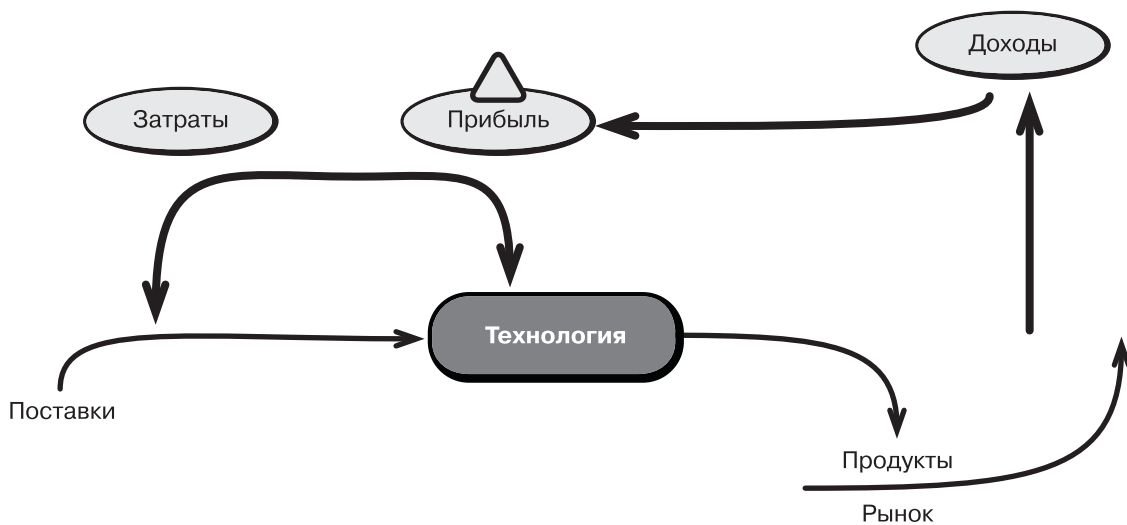 Доходы
Затраты
Прибыль
Технология
Поставки
Продукты
Рынок